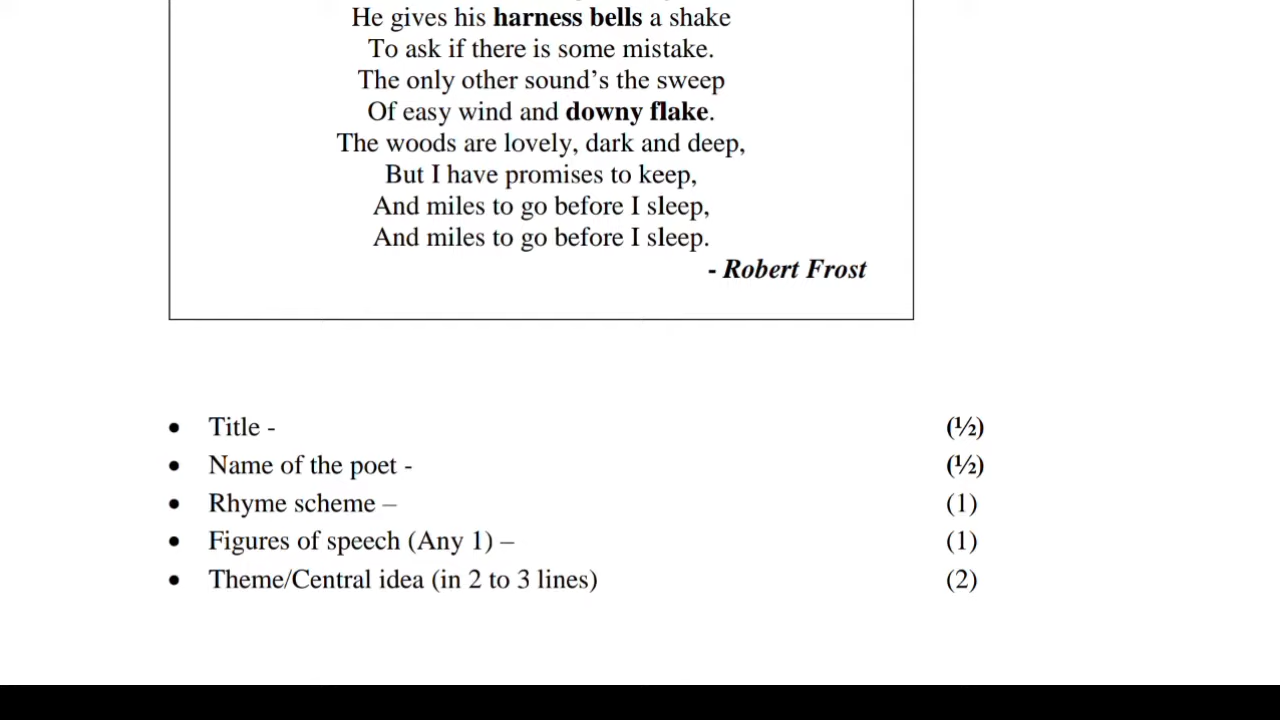 He gives his harness bells a shake
To ask if there is some mistake.
The only other sound’s the sweep
Of easy wind and downy flake.
The woods are lovely, dark and deep,
But I have promises to keep,
And miles to go before I sleep,
And miles to go before I sleep.
- Robert Frost
• Title - (½)
• Name of the poet - (½)
• Rhyme scheme – (1)
• Figures of speech (Any 1) – (1)
• Theme/Central idea (in 2 to 3 lines) (2)